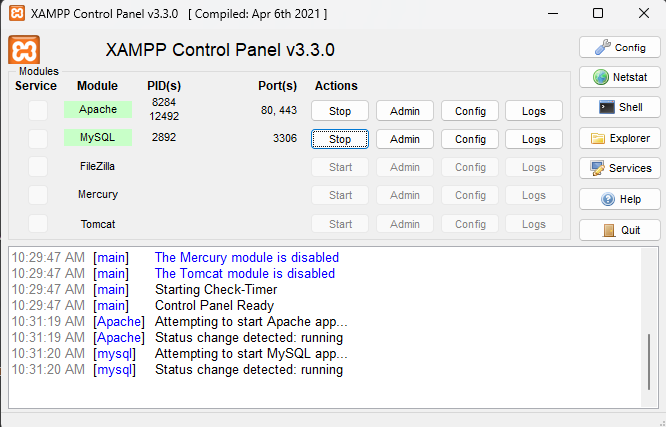 XAMPP Control Panel v3.3.0 [ Compiled: Apr 6th 2021 ]
XAMPP Control Panel v3.3.0
Config
Modules
Service Module PID(s) Port(s) Actions
Netstat
Apache 8284 12492 80, 443 Stop Admin Config Logs
Shell
MySQL 2892 3306 Stop Admin Config Logs
Explorer
FileZilla Start Admin Config Logs
Services
Mercury Start Admin Config Logs
Help
Tomcat Start Admin Config Logs
Quit
10:29:47 AM [main] The Mercury module is disabled
10:29:47 AM [main] The Tomcat module is disabled
10:29:47 AM [main] Starting Check-Timer
10:29:47 AM [main] Control Panel Ready
10:31:19 AM [Apache] Attempting to start Apache app...
10:31:19 AM [Apache] Status change detected: running
10:31:20 AM [mysql] Attempting to start MySQL app...
10:31:20 AM [mysql] Status change detected: running